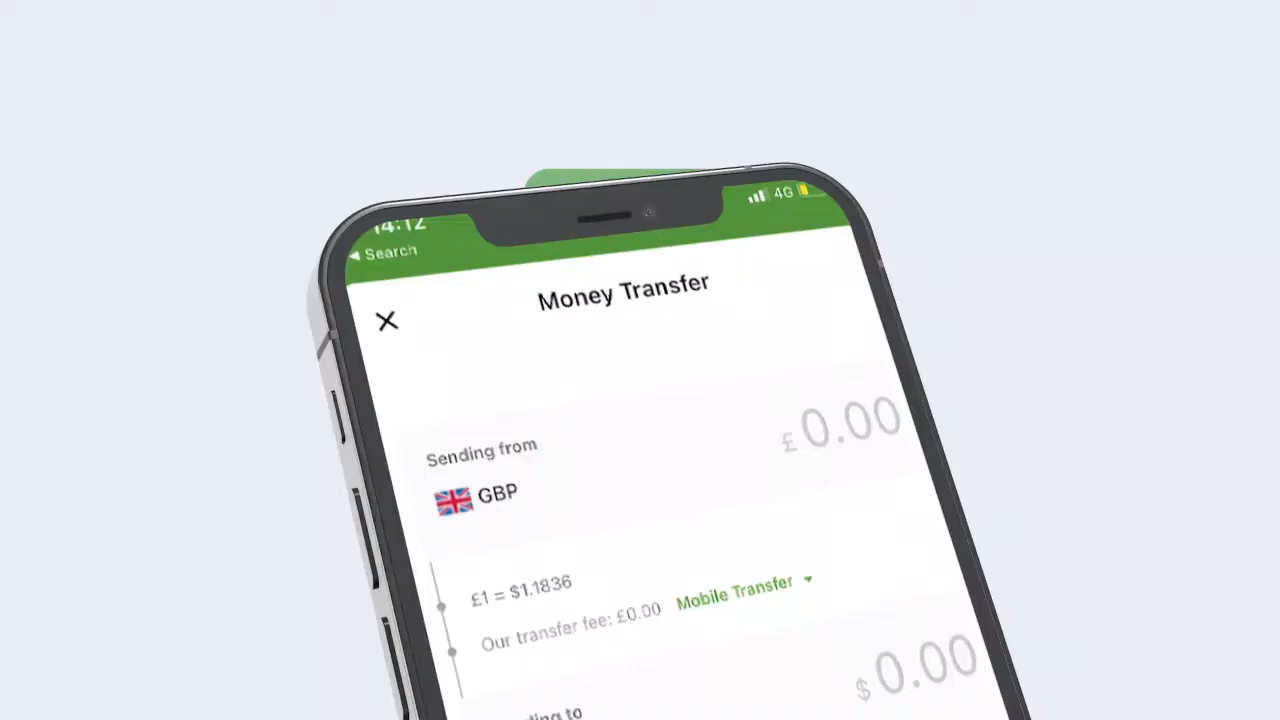 14:12
4G
Search
Money Transfer
£0.00
Sending from
GBP
£1 = $1.1836
Our transfer fee: £0.00 Mobile Transfer
$0.00
to